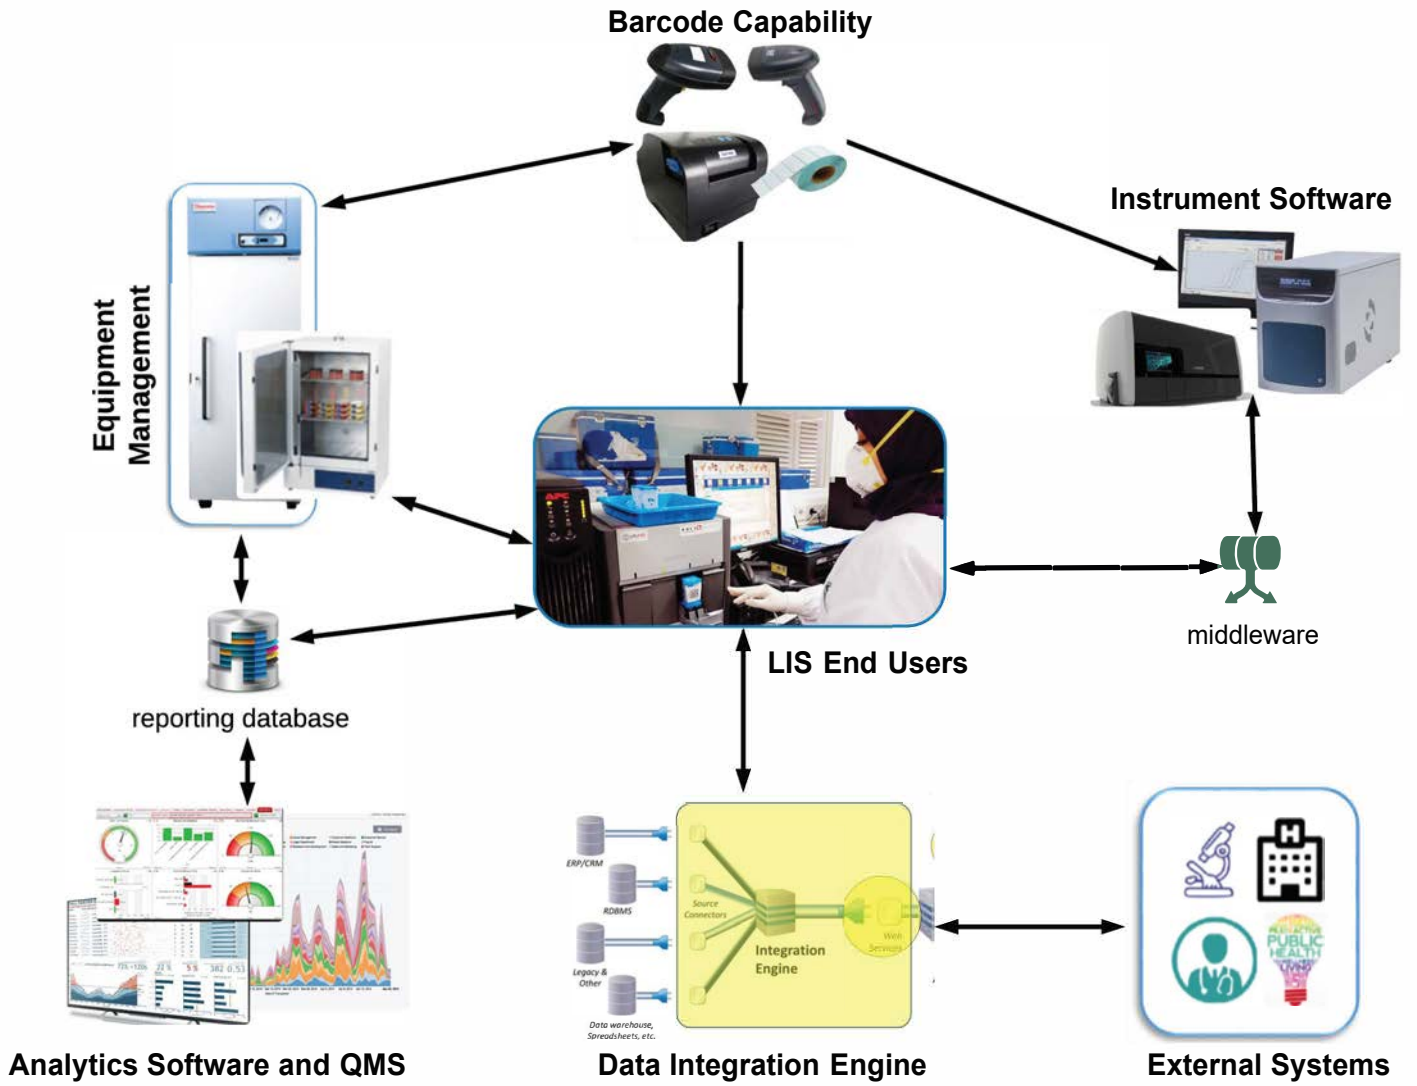 Barcode Capability
Instrument Software
Equipment
Management
APC
middleware
LIS End Users
reporting database
ERP/CRM
RDBMS
Source
Connectors
Integration
Engine
Web
Services
Legacy &
Other
Data warehouse,
Spreadsheets, etc.
H
PUBLIC
HEALTH
LIVING
Analytics Software and QMS
Data Integration Engine
External Systems